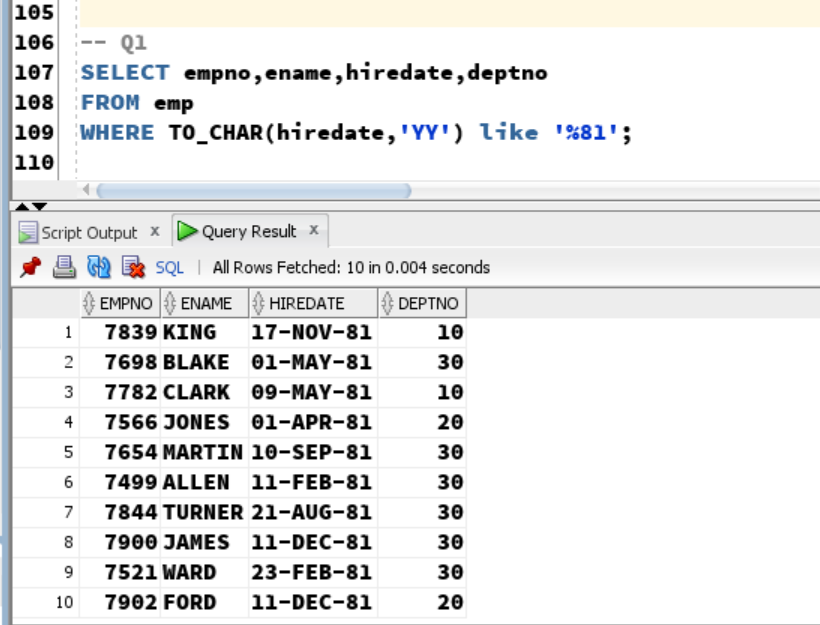 105
106 -- Q1
107 SELECT empno,ename,hiredate,deptno
108 FROM emp
109 WHERE TO_CHAR(hiredate,'YY') like '%81';
110
Script Output x Query Result x
SQL | All Rows Fetched: 10 in 0.004 seconds
EMPNO ENAME HIREDATE DEPTNO
1 7839 KING 17-NOV-81 10
2 7698 BLAKE 01-MAY-81 30
3 7782 CLARK 09-MAY-81 10
4 7566 JONES 01-APR-81 20
5 7654 MARTIN 10-SEP-81 30
6 7499 ALLEN 11-FEB-81 30
7 7844 TURNER 21-AUG-81 30
8 7900 JAMES 11-DEC-81 30
9 7521 WARD 23-FEB-81 30
10 7902 FORD 11-DEC-81 20